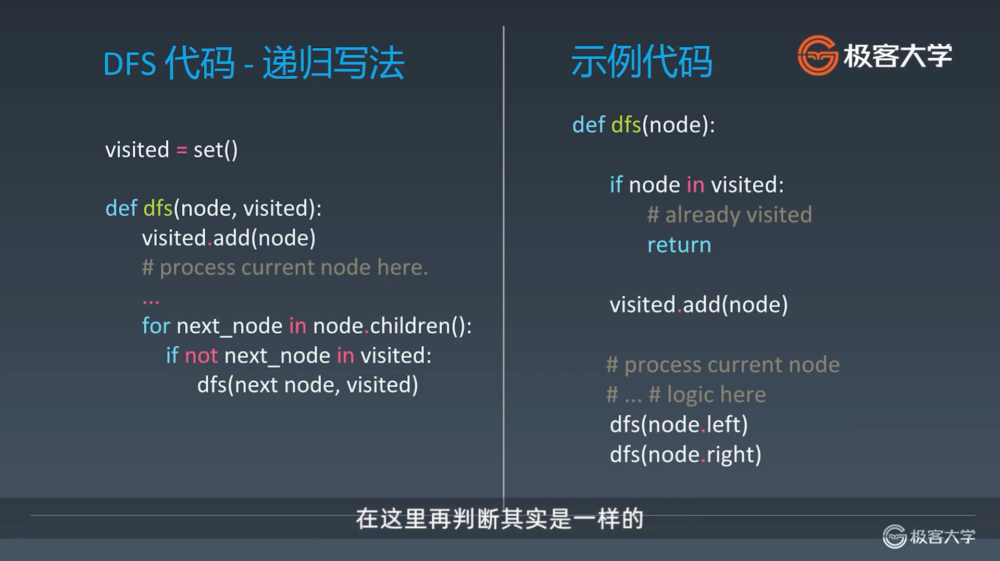 DFS 代码 - 递归写法
visited = set()
def dfs(node, visited):
visited.add(node)
# process current node here.
...
for next_node in node.children():
if not next_node in visited:
dfs(next node, visited)
示例代码
极客大学
def dfs(node):
if node in visited:
# already visited
return
visited.add(node)
# process current node
# ... # logic here
dfs(node.left)
dfs(node.right)
在这里再判断其实是一样的
极客大学